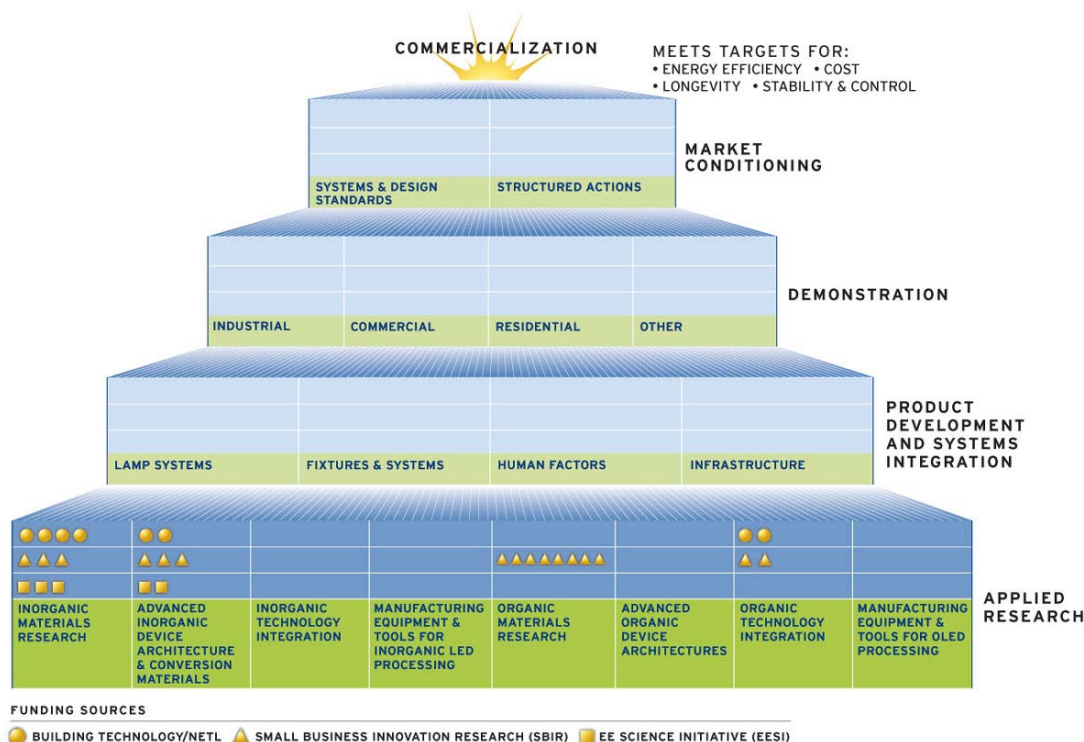 COMMERCIALIZATION
MEETS TARGETS FOR:
• ENERGY EFFICIENCY • COST
• LONGEVITY • STABILITY & CONTROL
MARKET
CONDITIONING
SYSTEMS & DESIGN
STANDARDS
STRUCTURED ACTIONS
DEMONSTRATION
INDUSTRIAL
COMMERCIAL
RESIDENTIAL
OTHER
PRODUCT
DEVELOPMENT
AND SYSTEMS
INTEGRATION
LAMP SYSTEMS
FIXTURES & SYSTEMS
HUMAN FACTORS
INFRASTRUCTURE
APPLIED
RESEARCH
INORGANIC
MATERIALS
RESEARCH
ADVANCED
INORGANIC
DEVICE
ARCHITECTURE
& CONVERSION
MATERIALS
INORGANIC
TECHNOLOGY
INTEGRATION
MANUFACTURING
EQUIPMENT &
TOOLS FOR
INORGANIC LED
PROCESSING
ORGANIC
MATERIALS
RESEARCH
ADVANCED
ORGANIC
DEVICE
ARCHITECTURES
ORGANIC
TECHNOLOGY
INTEGRATION
MANUFACTURING
EQUIPMENT &
TOOLS FOR OLED
PROCESSING
FUNDING SOURCES
BUILDING TECHNOLOGY/NETL
SMALL BUSINESS INNOVATION RESEARCH (SBIR)
EE SCIENCE INITIATIVE (EESI)